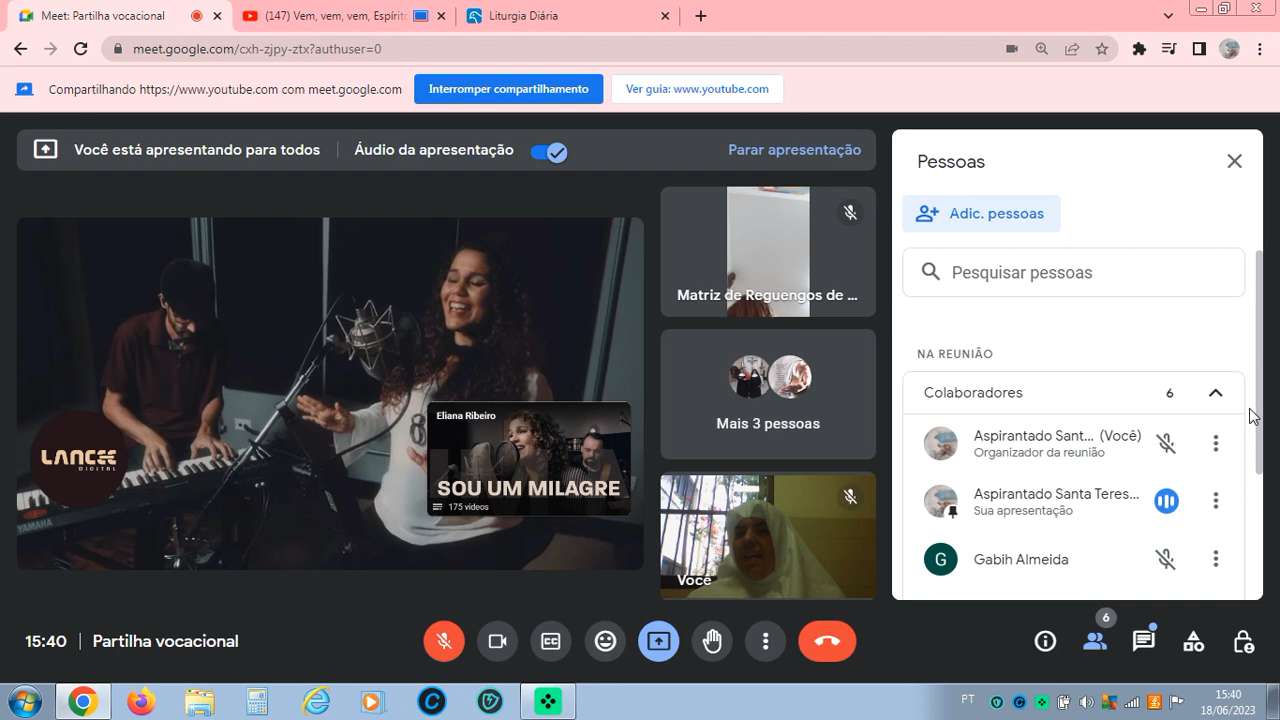 Meet: Partilha vocacional
(147) Vem, vem, vem, Espírit
Liturgia Diária
meet.google.com/cxh-zjpy-ztx?authuser=0
Compartilhando https://www.youtube.com com meet.google.com
Interromper compartilhamento
Ver guia: www.youtube.com
Você está apresentando para todos
Áudio da apresentação
Parar apresentação
Pessoas
Adic. pessoas
Pesquisar pessoas
NA REUNIÃO
Colaboradores 6
Aspirantado Sant... (Você)
Organizador da reunião
Aspirantado Santa Teres...
Sua apresentação
G Gabih Almeida
Matriz de Reguengos de ...
Mais 3 pessoas
Você
LANCEE
DIGITAL
Eliana Ribeiro
SOU UM MILAGRE
175 vídeos
YAMAHA
15:40 | Partilha vocacional
6
PT
15:40
18/06/2023